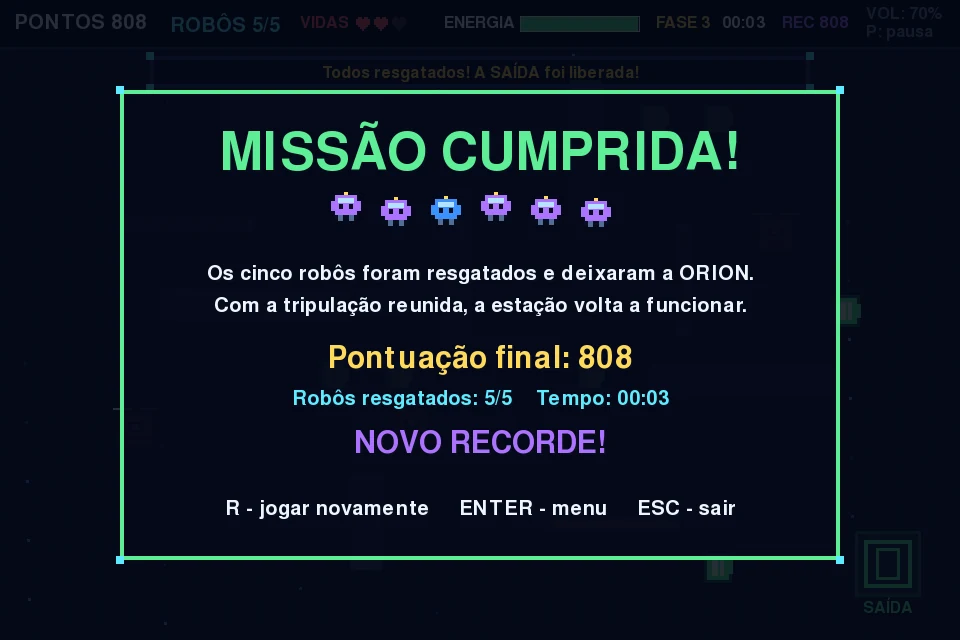 PONTOS 808 ROBÔS 5/5 VIDAS ENERGIA FASE 3 00:03 REC 808 VOL: 70%
P: pausa
Todos resgatados! A SAÍDA foi liberada!
MISSÃO CUMPRIDA!
Os cinco robôs foram resgatados e deixaram a ORION.
Com a tripulação reunida, a estação volta a funcionar.
Pontuação final: 808
Robôs resgatados: 5/5 Tempo: 00:03
NOVO RECORDE!
R - jogar novamente ENTER - menu ESC - sair
SAÍDA